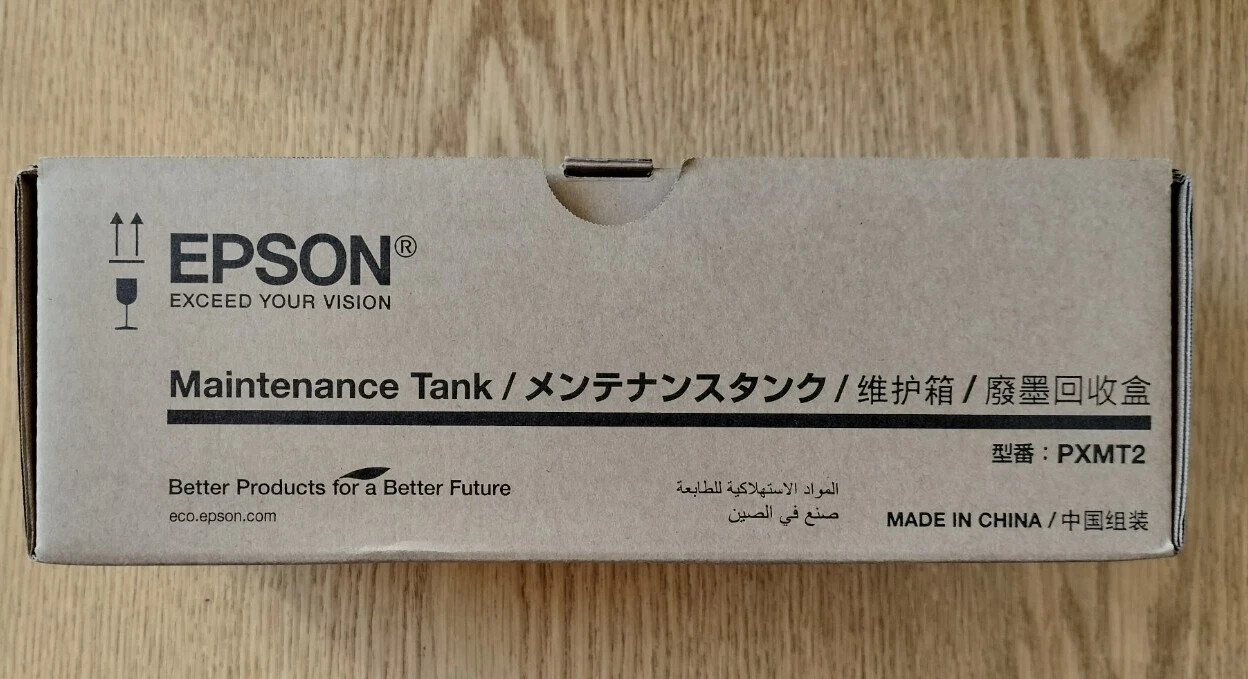 EPSON®
EXCEED YOUR VISION
Maintenance Tank / メンテナンスタンク / 维护箱 / 廢墨回收盒
型番：PXMT2
Better Products for a Better Future
eco.epson.com
المواد الاستهلاكية للطابعة
صنع في الصين
MADE IN CHINA / 中国组装